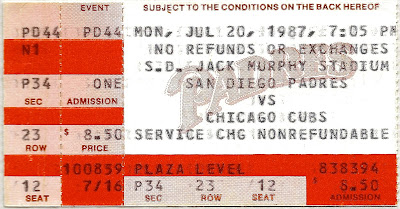 EVENT SUBJECT TO THE CONDITIONS ON THE BACK HEREOF
PD44 PD44 MON, JUL 20, 1987, 7:05 PM
N1 NO REFUNDS OR EXCHANGES
S.D. JACK MURPHY STADIUM
P34 ONE SAN DIEGO PADRES
SEC ADMISSION VS
CHICAGO CUBS
23 $ 8.50 SERVICE CHG NONREFUNDABLE
ROW PRICE
100859 PLAZA LEVEL 838394
12 7/16 P34 23 12 $ 8.50
SEAT SEC ROW SEAT ADMISSION
PADRES